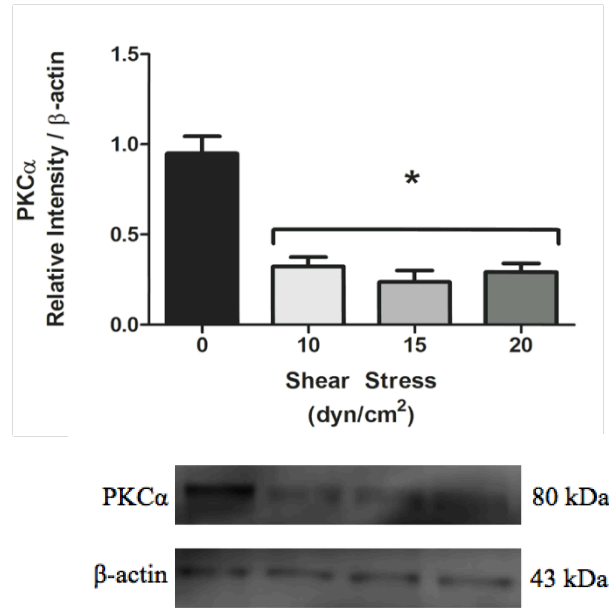 PKCα
Relative Intensity / β-actin
1.5
1.0
0.5
0.0
*
0 10 15 20
Shear Stress
(dyn/cm²)
PKCα 80 kDa
β-actin 43 kDa